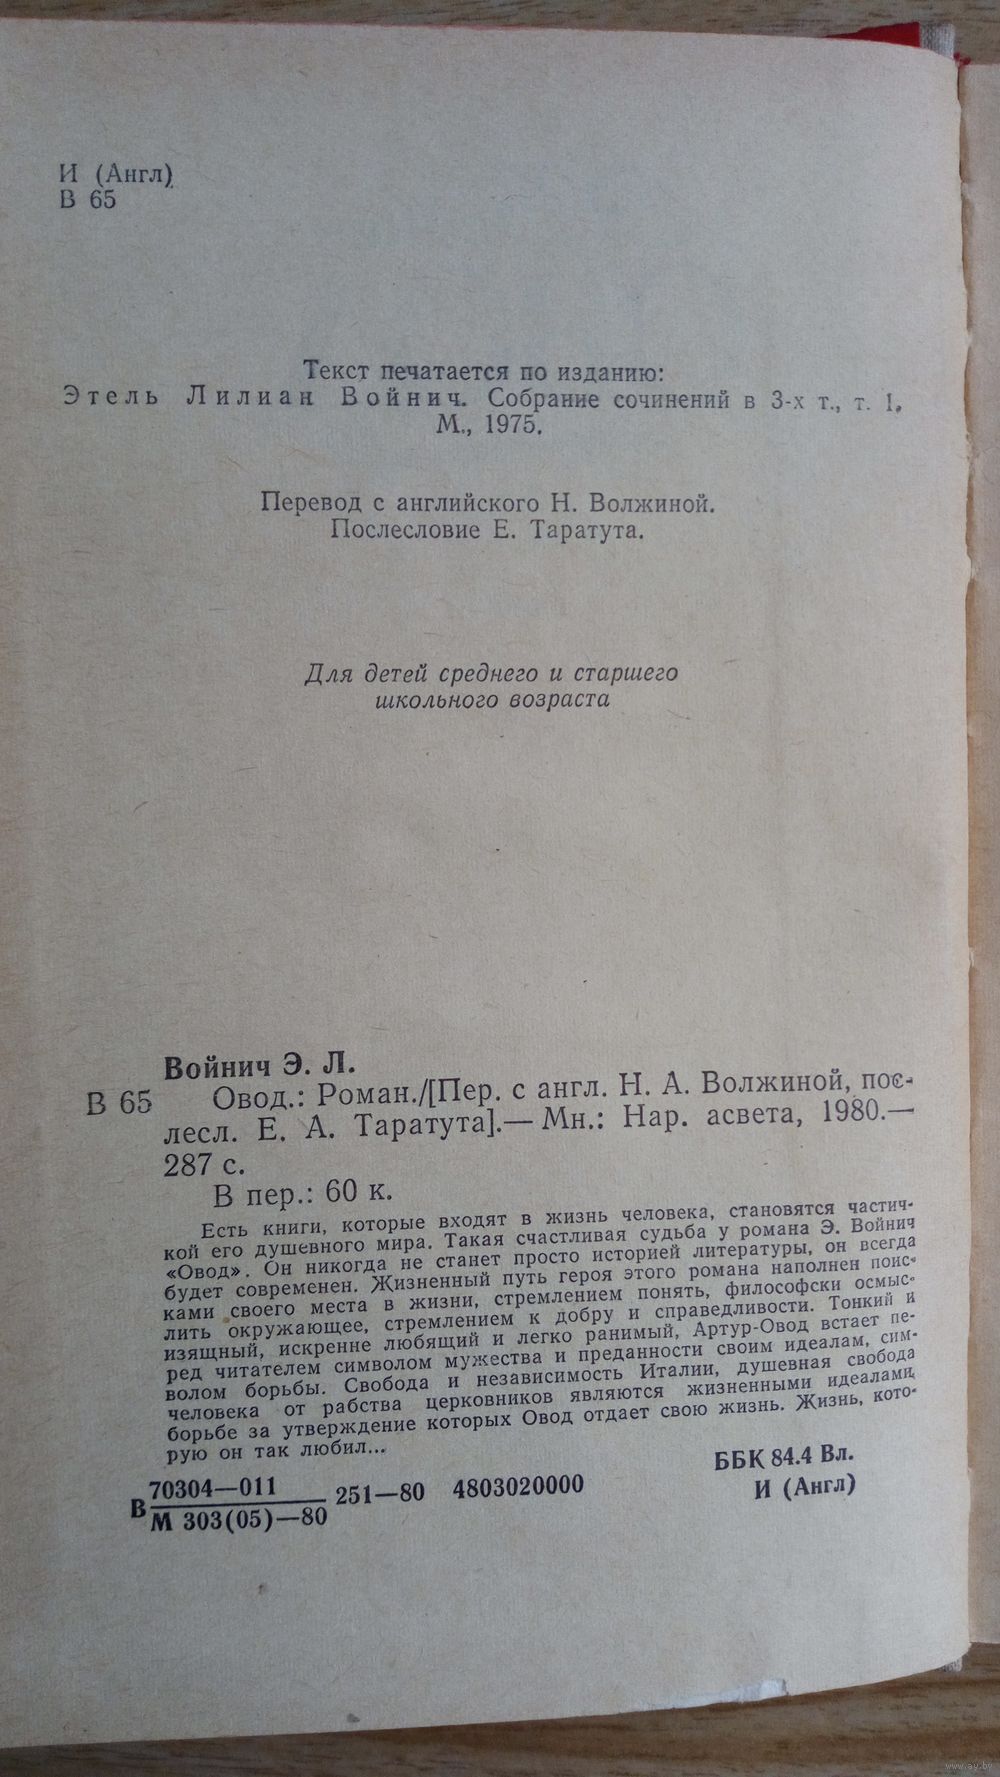 И (Англ)
В 65
Текст печатается по изданию:
Этель Лилиан Войнич. Собрание сочинений в 3-х т., т. 1,
М., 1975.
Перевод с английского Н. Волжиной.
Послесловие Е. Таратута.
Для детей среднего и старшего
школьного возраста
Войнич Э. Л.
В 65 Овод.: Роман./[Пер. с англ. Н. А. Волжиной, пос-
лесл. Е. А. Таратута].— Мн.: Нар. асвета, 1980.—
287 с.
В пер.: 60 к.
Есть книги, которые входят в жизнь человека, становятся частич-
кой его душевного мира. Такая счастливая судьба у романа Э. Войнич
«Овод». Он никогда не станет просто историей литературы, он всегда
будет современен. Жизненный путь героя этого романа наполнен поис-
ками своего места в жизни, стремлением понять, философски осмыс-
лить окружающее, стремлением к добру и справедливости. Тонкий и
изящный, искренне любящий и легко ранимый, Артур-Овод встает пе-
ред читателем символом мужества и преданности своим идеалам, сим-
волом борьбы. Свобода и независимость Италии, душевная свобода
человека от рабства церковников являются жизненными идеалами,
борьбе за утверждение которых Овод отдает свою жизнь. Жизнь, кото-
рую он так любил...
В 70304—011
М 303(05)—80
251—80 4803020000
ББК 84.4 Вл.
И (Англ)
www.ay.by